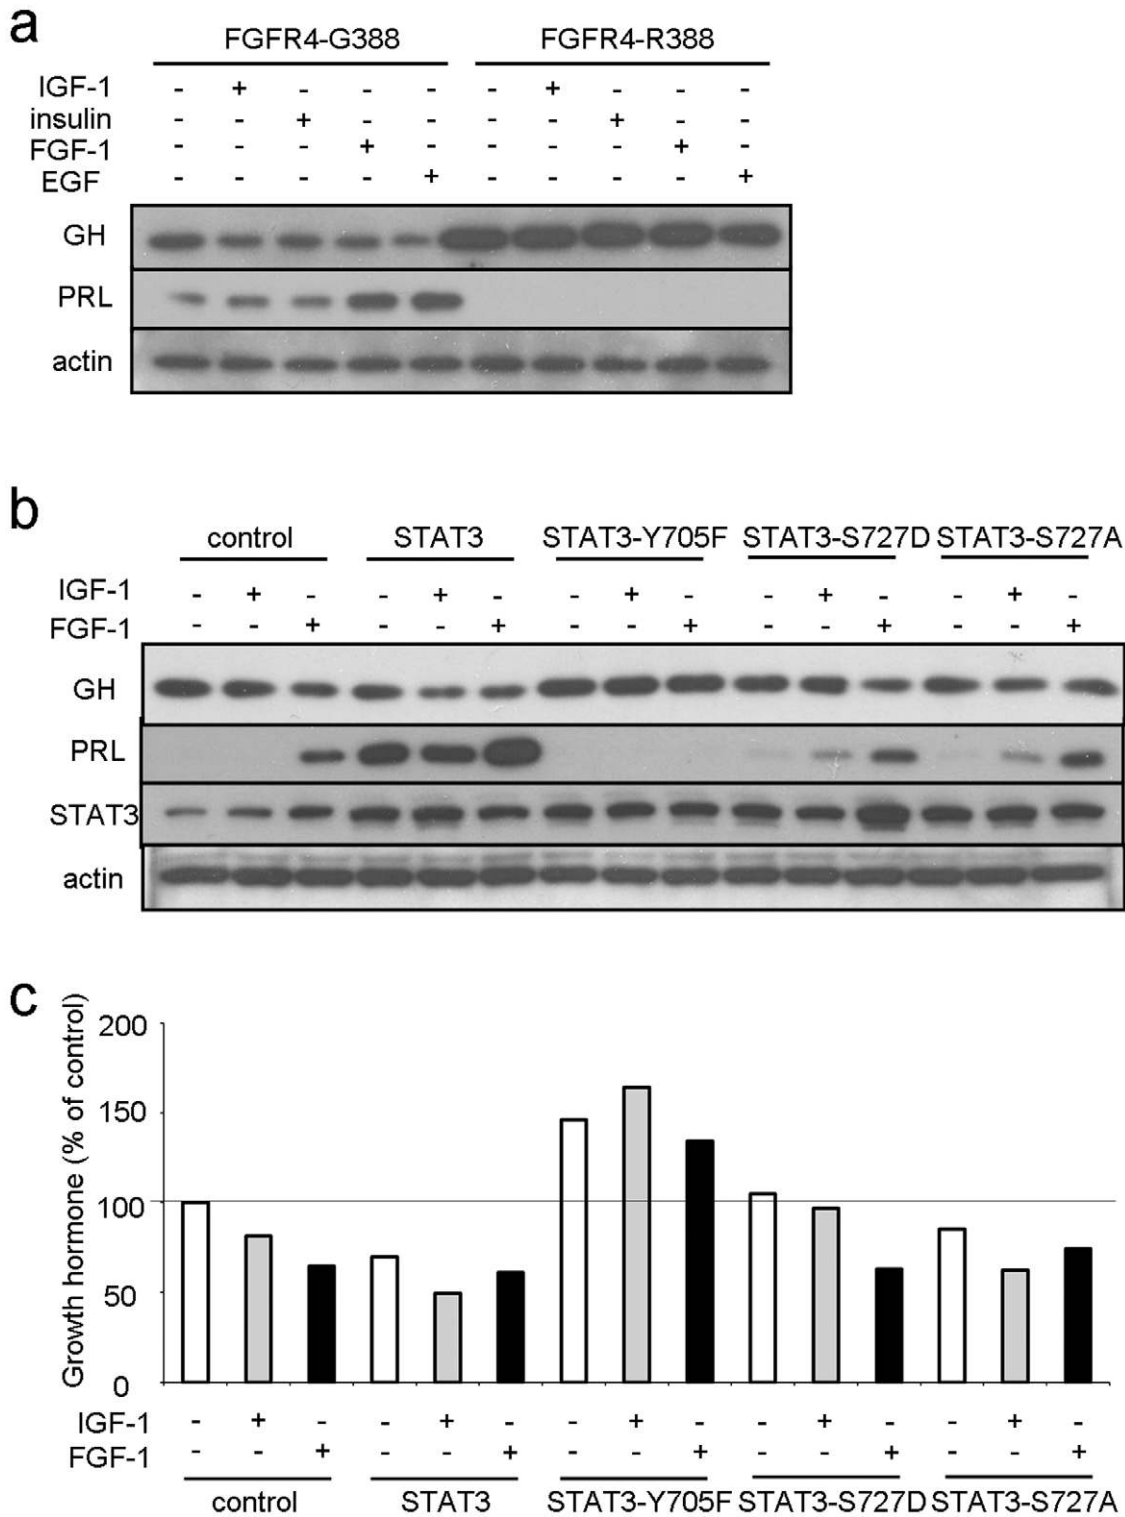 a
FGFR4-G388 FGFR4-R388
IGF-1 - + - - - - + - - -
insulin - - + - - - - + - -
FGF-1 - - - + - - - - + -
EGF - - - - + - - - - +
GH
PRL
actin
b
control STAT3 STAT3-Y705F STAT3-S727D STAT3-S727A
IGF-1 - + - - + - - + - - + - - + -
FGF-1 - - + - - + - - + - - + - - +
GH
PRL
STAT3
actin
c
Growth hormone (% of control)
200
150
100
50
0
IGF-1 - + - - + - - + - - + - - + -
FGF-1 - - + - - + - - + - - + - - +
control STAT3 STAT3-Y705F STAT3-S727D STAT3-S727A